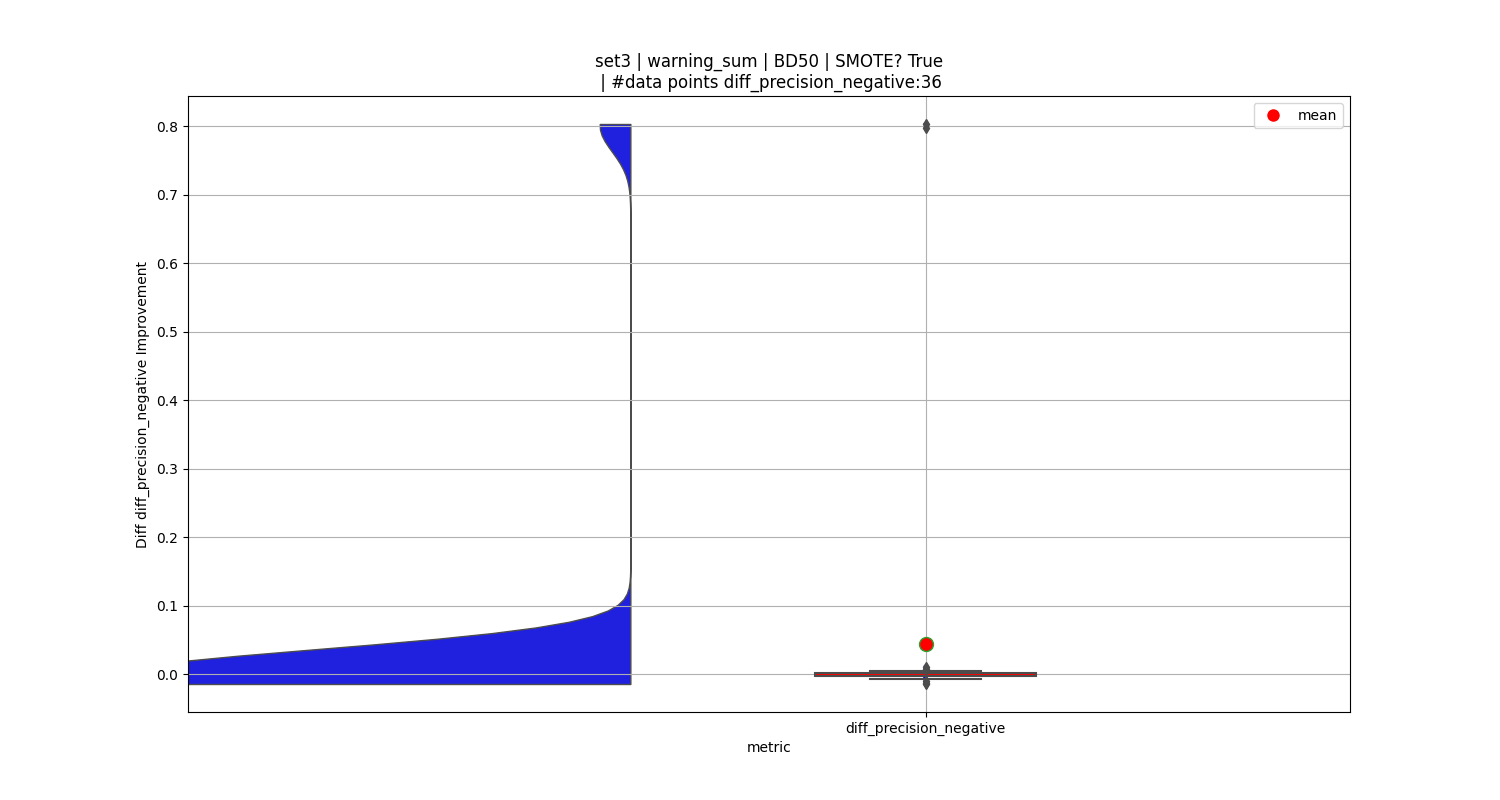 set3 | warning_sum | BD50 | SMOTE? True
| #data points diff_precision_negative:36
mean
0.8
0.7
0.6
0.5
0.4
0.3
0.2
0.1
0.0
Diff diff_precision_negative Improvement
diff_precision_negative
metric